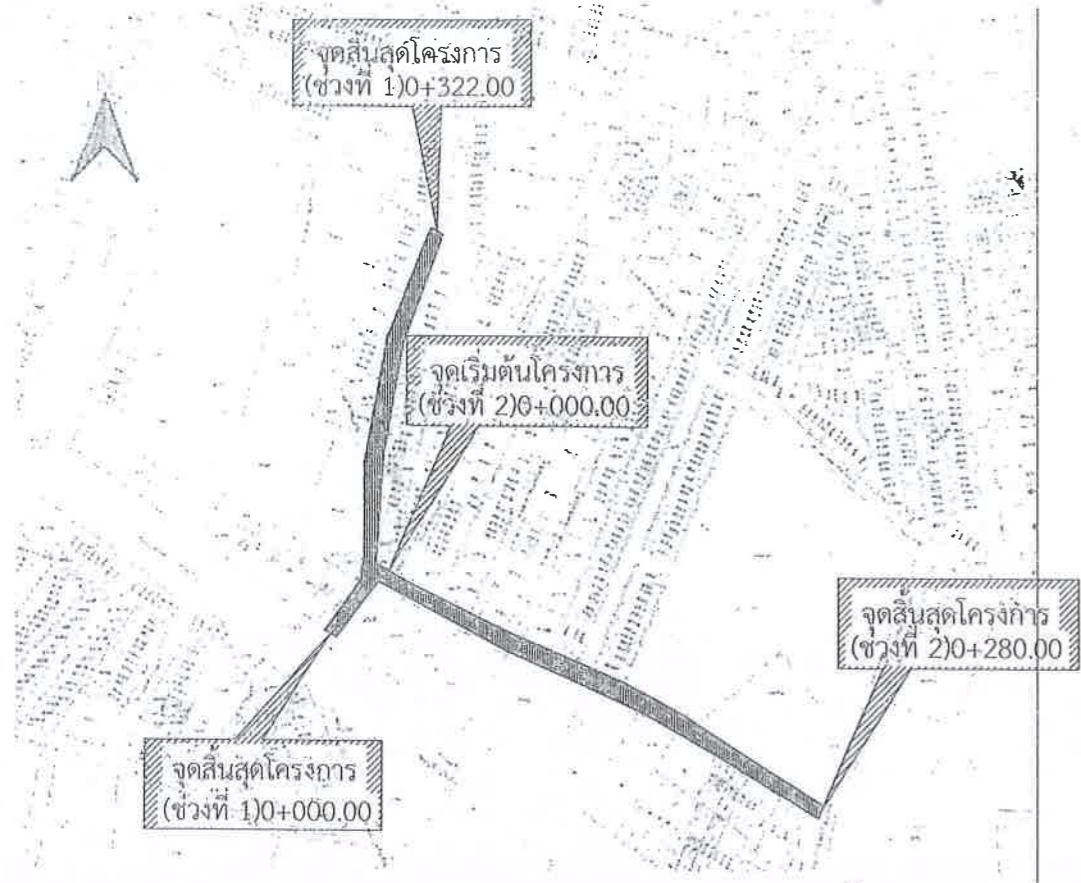 จุดสิ้นสุดโครงการ
(ช่วงที่ 1)0+322.00
จุดเริ่มต้นโครงการ
(ช่วงที่ 2)0+000.00
จุดสิ้นสุดโครงการ
(ช่วงที่ 2)0+280.00
จุดสิ้นสุดโครงการ
(ช่วงที่ 1)0+000.00